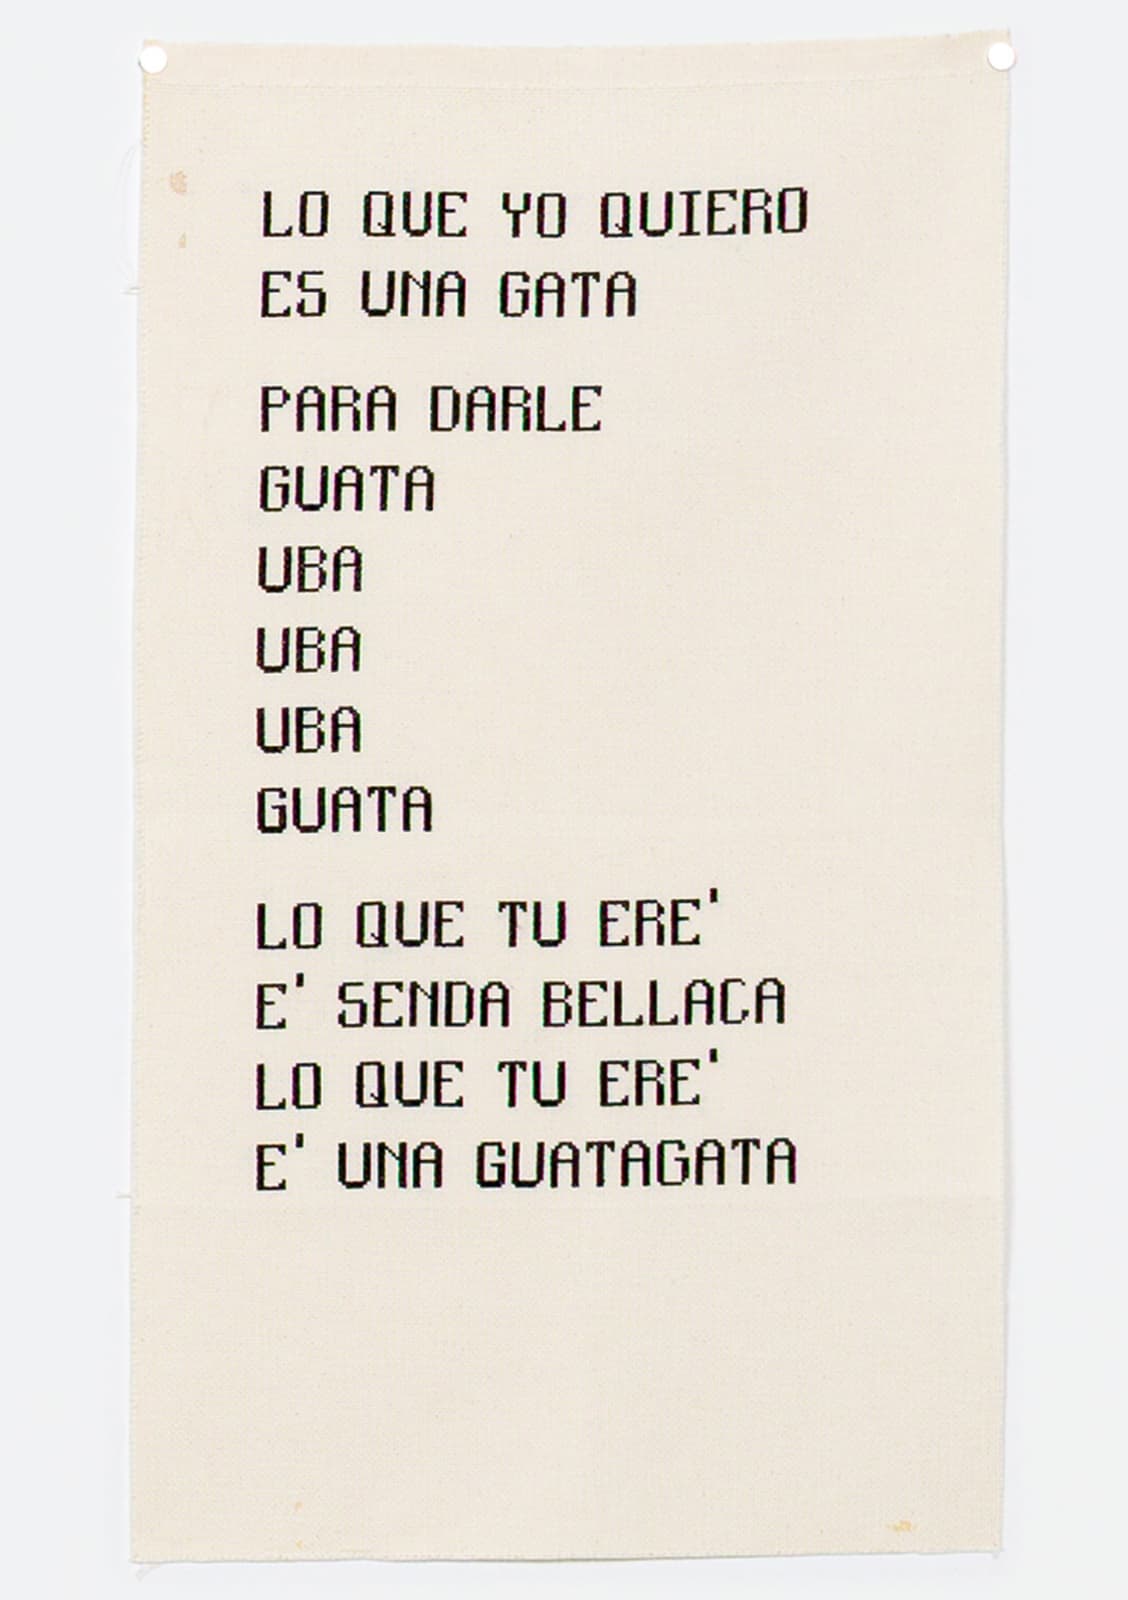 LO QUE YO QUIERO
ES UNA GATA
PARA DARLE
GUATA
UBA
UBA
UBA
GUATA
LO QUE TU ERE'
E' SENDA BELLACA
LO QUE TU ERE'
E' UNA GUATAGATA